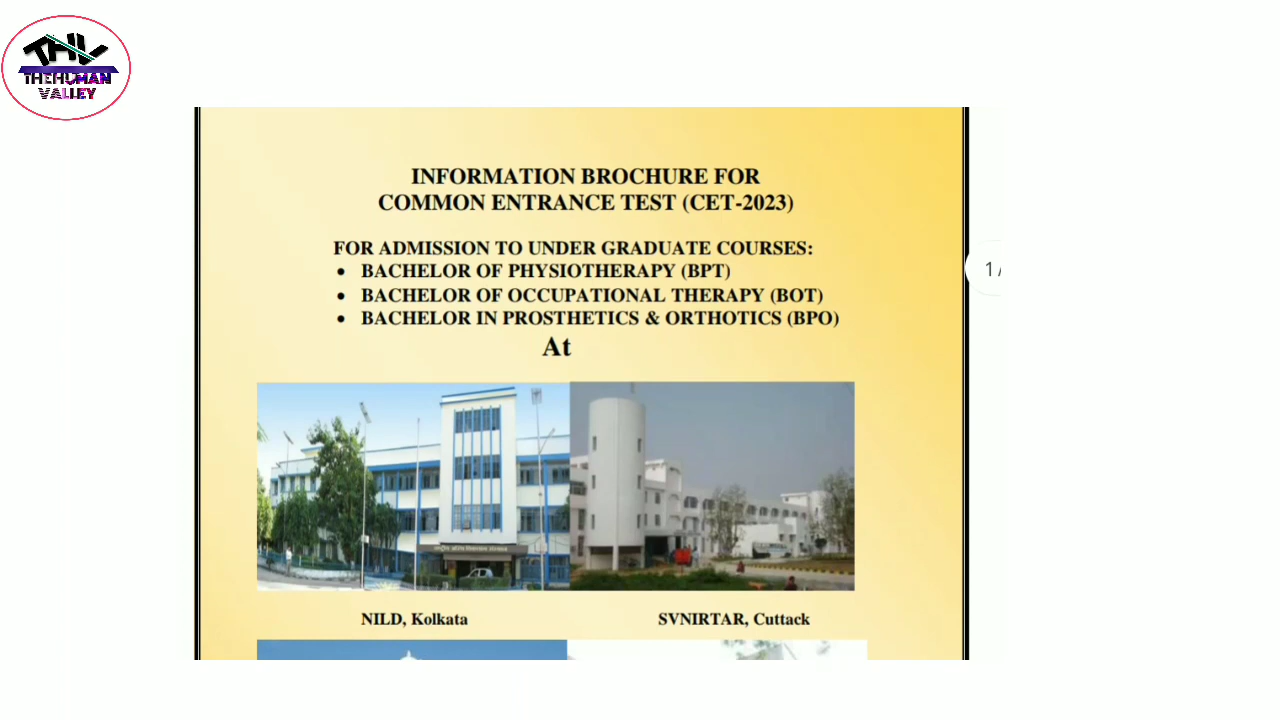 THV
THEHUMAN
VALLEY
INFORMATION BROCHURE FOR
COMMON ENTRANCE TEST (CET-2023)
FOR ADMISSION TO UNDER GRADUATE COURSES:
• BACHELOR OF PHYSIOTHERAPY (BPT)
• BACHELOR OF OCCUPATIONAL THERAPY (BOT)
• BACHELOR IN PROSTHETICS & ORTHOTICS (BPO)
At
1/
NILD, Kolkata
SVNIRTAR, Cuttack